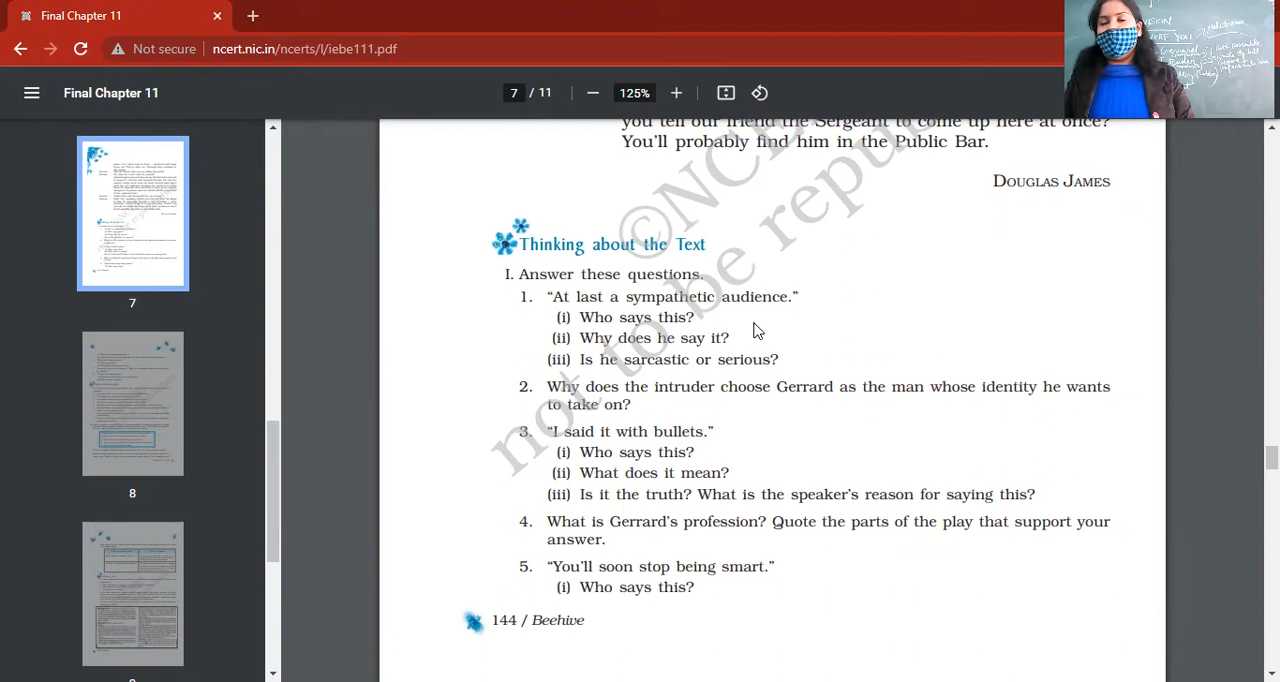 Final Chapter 11
Not secure
ncert.nic.in/ncerts/l/iebe111.pdf
Final Chapter 11
7 / 11
125%
VISION
you tell our friend the Sergeant to come up here at once?
You'll probably find him in the Public Bar.
DOUGLAS JAMES
Thinking about the Text
I. Answer these questions.
1. “At last a sympathetic audience.”
(i) Who says this?
(ii) Why does he say it?
(iii) Is he sarcastic or serious?
2. Why does the intruder choose Gerrard as the man whose identity he wants
to take on?
3. “I said it with bullets.”
(i) Who says this?
(ii) What does it mean?
(iii) Is it the truth? What is the speaker's reason for saying this?
4. What is Gerrard's profession? Quote the parts of the play that support your
answer.
5. “You'll soon stop being smart.”
(i) Who says this?
144 / Beehive
©NCE
not to be repub
7
8